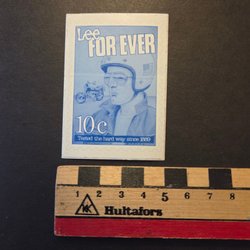 Lee
FOR EVER
10c
Tested the hard way since 1889
1 2 3 4 5 6 7 8
Hultafors